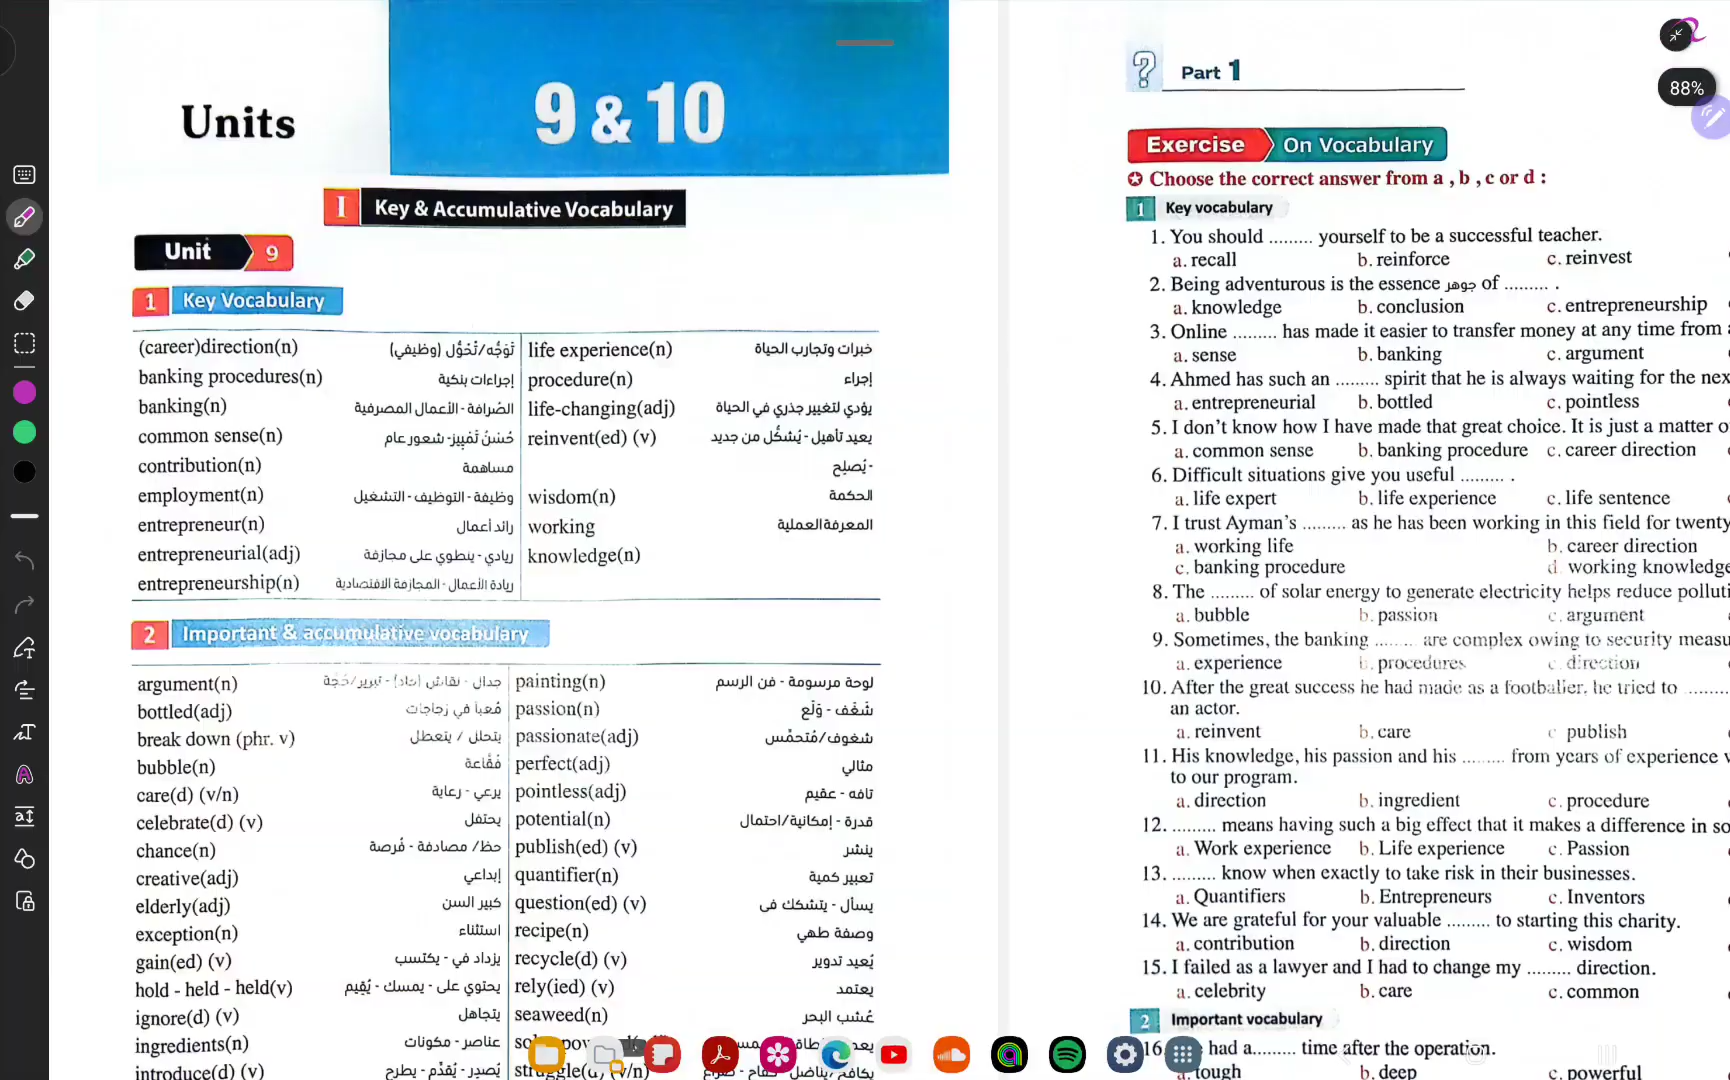 Units
9 & 10
I Key & Accumulative Vocabulary
Unit 9
1 Key Vocabulary
(career)direction(n) تَوَجُّه/تَحَوُّل (وظيفي)
banking procedures(n) إجراءات بنكية
banking(n) الصَّرافة - الأعمال المصرفية
common sense(n) حُسْنُ تَمْيِيز- شعور عام
contribution(n) مساهمة
employment(n) وظيفة - التوظيف - التشغيل
entrepreneur(n) رائد أعمال
entrepreneurial(adj) ريادي - ينطوي على مجازفة
entrepreneurship(n) ريادة الأعمال - المجازفة الاقتصادية
life experience(n) خبرات وتجارب الحياة
procedure(n) إجراء
life-changing(adj) يؤدي لتغيير جذري في الحياة
reinvent(ed) (v) يعيد تأهيل - يُشكِّل من جديد
- يُصلِح
wisdom(n) الحكمة
working المعرفة العملية
knowledge(n)
2 Important & accumulative vocabulary
argument(n) جدال - نقاش (حاد) - تبرير/حُجَّة
bottled(adj) مُعبأ في زجاجات
break down (phr. v) يتحلل / يتعطل
bubble(n) فُقَّاعة
care(d) (v/n) يرعي - رعاية
celebrate(d) (v) يحتفل
chance(n) حظ/ مصادفة - فُرصة
creative(adj) إبداعي
elderly(adj) كبير السن
exception(n) استثناء
gain(ed) (v) يزداد في - يكتسب
hold - held - held(v) يحتوي على - يمسك - يُقِيم
ignore(d) (v) يتجاهل
ingredients(n) عناصر - مكونات
introduce(d) (v) يُصدِر - يُقدِّم - يطرح
painting(n) لوحة مرسومة - فن الرسم
passion(n) شَغَف - وَلَع
passionate(adj) شغوف/مُتحمِّس
perfect(adj) مثالي
pointless(adj) تافه - عقيم
potential(n) قدرة - إمكانية/احتمال
publish(ed) (v) ينشر
quantifier(n) تعبير كمية
question(ed) (v) يسأل - يتشكك فى
recipe(n) وصفة طهي
recycle(d) (v) يُعيد تدوير
rely(ied) (v) يعتمد
seaweed(n) عُشب البحر
Part 1
88%
Exercise On Vocabulary
✪ Choose the correct answer from a , b , c or d :
1 Key vocabulary
1. You should ......... yourself to be a successful teacher.
a. recall b. reinforce c. reinvest
2. Being adventurous is the essence جوهر of ......... .
a. knowledge b. conclusion c. entrepreneurship
3. Online ......... has made it easier to transfer money at any time from
a. sense b. banking c. argument
4. Ahmed has such an ......... spirit that he is always waiting for the nex
a. entrepreneurial b. bottled c. pointless
5. I don't know how I have made that great choice. It is just a matter o
a. common sense b. banking procedure c. career direction
6. Difficult situations give you useful ......... .
a. life expert b. life experience c. life sentence
7. I trust Ayman's ......... as he has been working in this field for twenty
a. working life b. career direction
c. banking procedure d. working knowledge
8. The ......... of solar energy to generate electricity helps reduce polluti
a. bubble b. passion c. argument
9. Sometimes, the banking ......... are complex owing to security measu
a. experience b. procedures c. direction
10. After the great success he had made as a footballer, he tried to .........
an actor.
a. reinvent b. care c publish
11. His knowledge, his passion and his ......... from years of experience
to our program.
a. direction b. ingredient c. procedure
12. ......... means having such a big effect that it makes a difference in so
a. Work experience b. Life experience c. Passion
13. ......... know when exactly to take risk in their businesses.
a. Quantifiers b. Entrepreneurs c. Inventors
14. We are grateful for your valuable ......... to starting this charity.
a. contribution b. direction c. wisdom
15. I failed as a lawyer and I had to change my ......... direction.
a. celebrity b. care c. common
2 Important vocabulary
16 had a......... time after the operation.
a. tough b. deep c. powerful